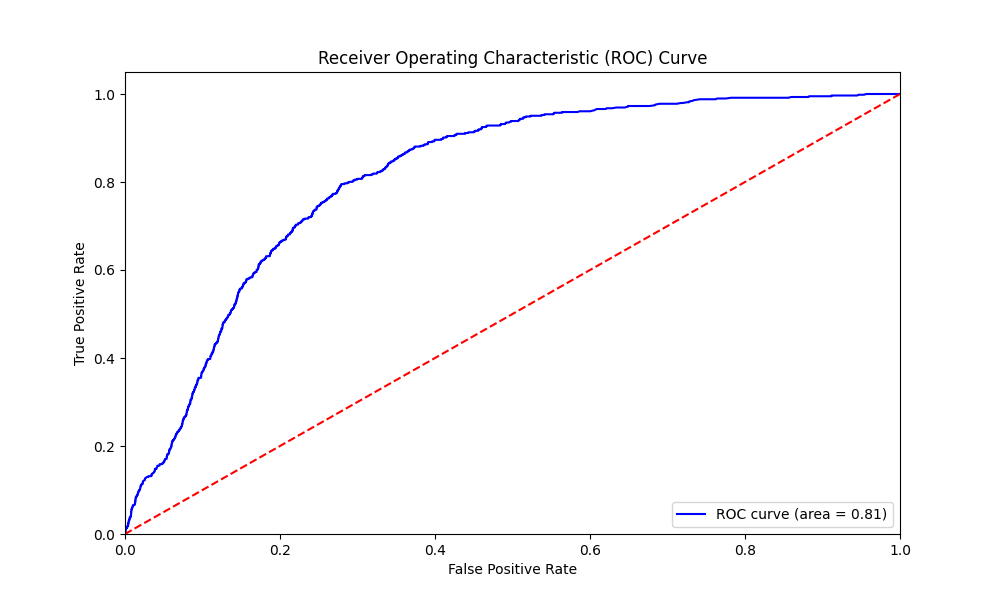 Receiver Operating Characteristic (ROC) Curve
True Positive Rate
1.0
0.8
0.6
0.4
0.2
0.0
0.0 0.2 0.4 0.6 0.8 1.0
False Positive Rate
ROC curve (area = 0.81)